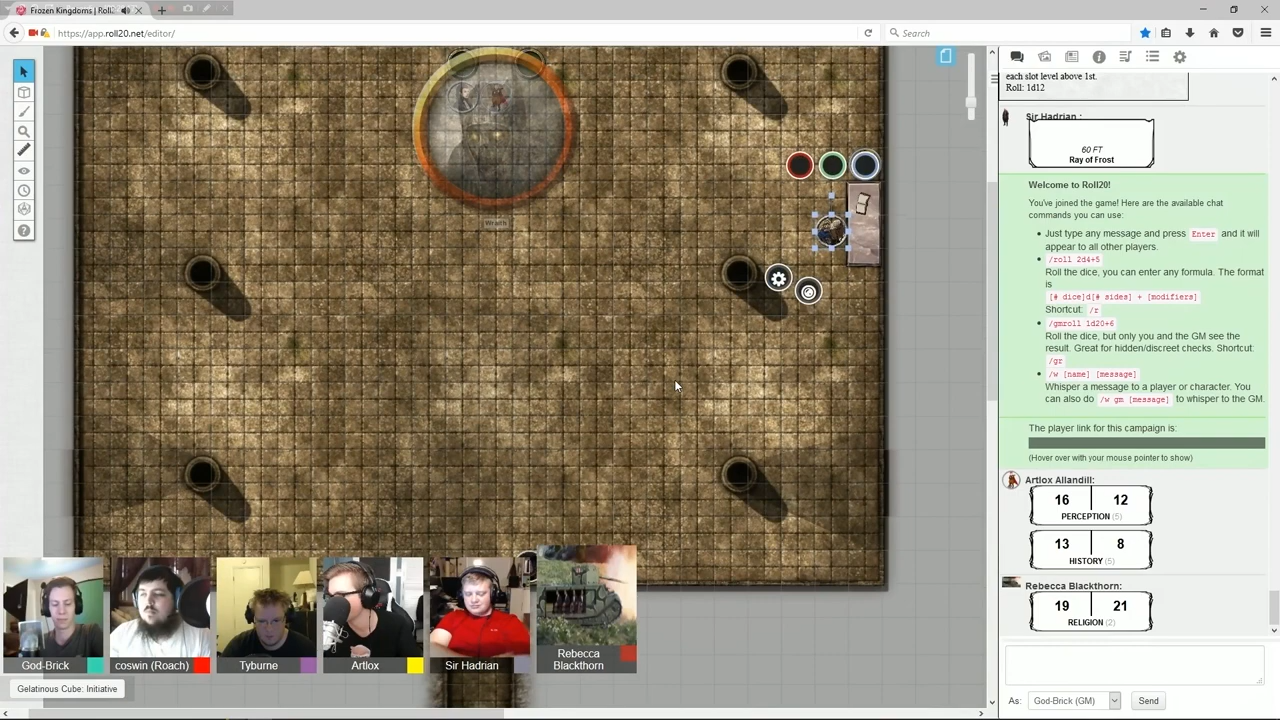 Frozen Kingdoms | Roll20
https://app.roll20.net/editor/
Search
each slot level above 1st.
Roll: 1d12
Sir Hadrian :
60 FT
Ray of Frost
Welcome to Roll20!
You've joined the game! Here are the available chat
commands you can use:
Just type any message and press Enter and it will
appear to all other players.
/roll 2d4+5
Roll the dice, you can enter any formula. The format
is
[# dice]d[# sides] + [modifiers]
Shortcut: /r
/gmroll 1d20+6
Roll the dice, but only you and the GM see the
result. Great for hidden/discreet checks. Shortcut:
/gr
/w [name] [message]
Whisper a message to a player or character. You
can also do /w gm [message] to whisper to the GM.
The player link for this campaign is:
(Hover over with your mouse pointer to show)
Artlox Allandill:
16 12
PERCEPTION (5)
13 8
HISTORY (5)
Rebecca Blackthorn:
19 21
RELIGION (2)
As: God-Brick (GM) Send
Wraith
God-Brick
coswin (Roach)
Tyburne
Artlox
Sir Hadrian
Rebecca
Blackthorn
Gelatinous Cube: Initiative